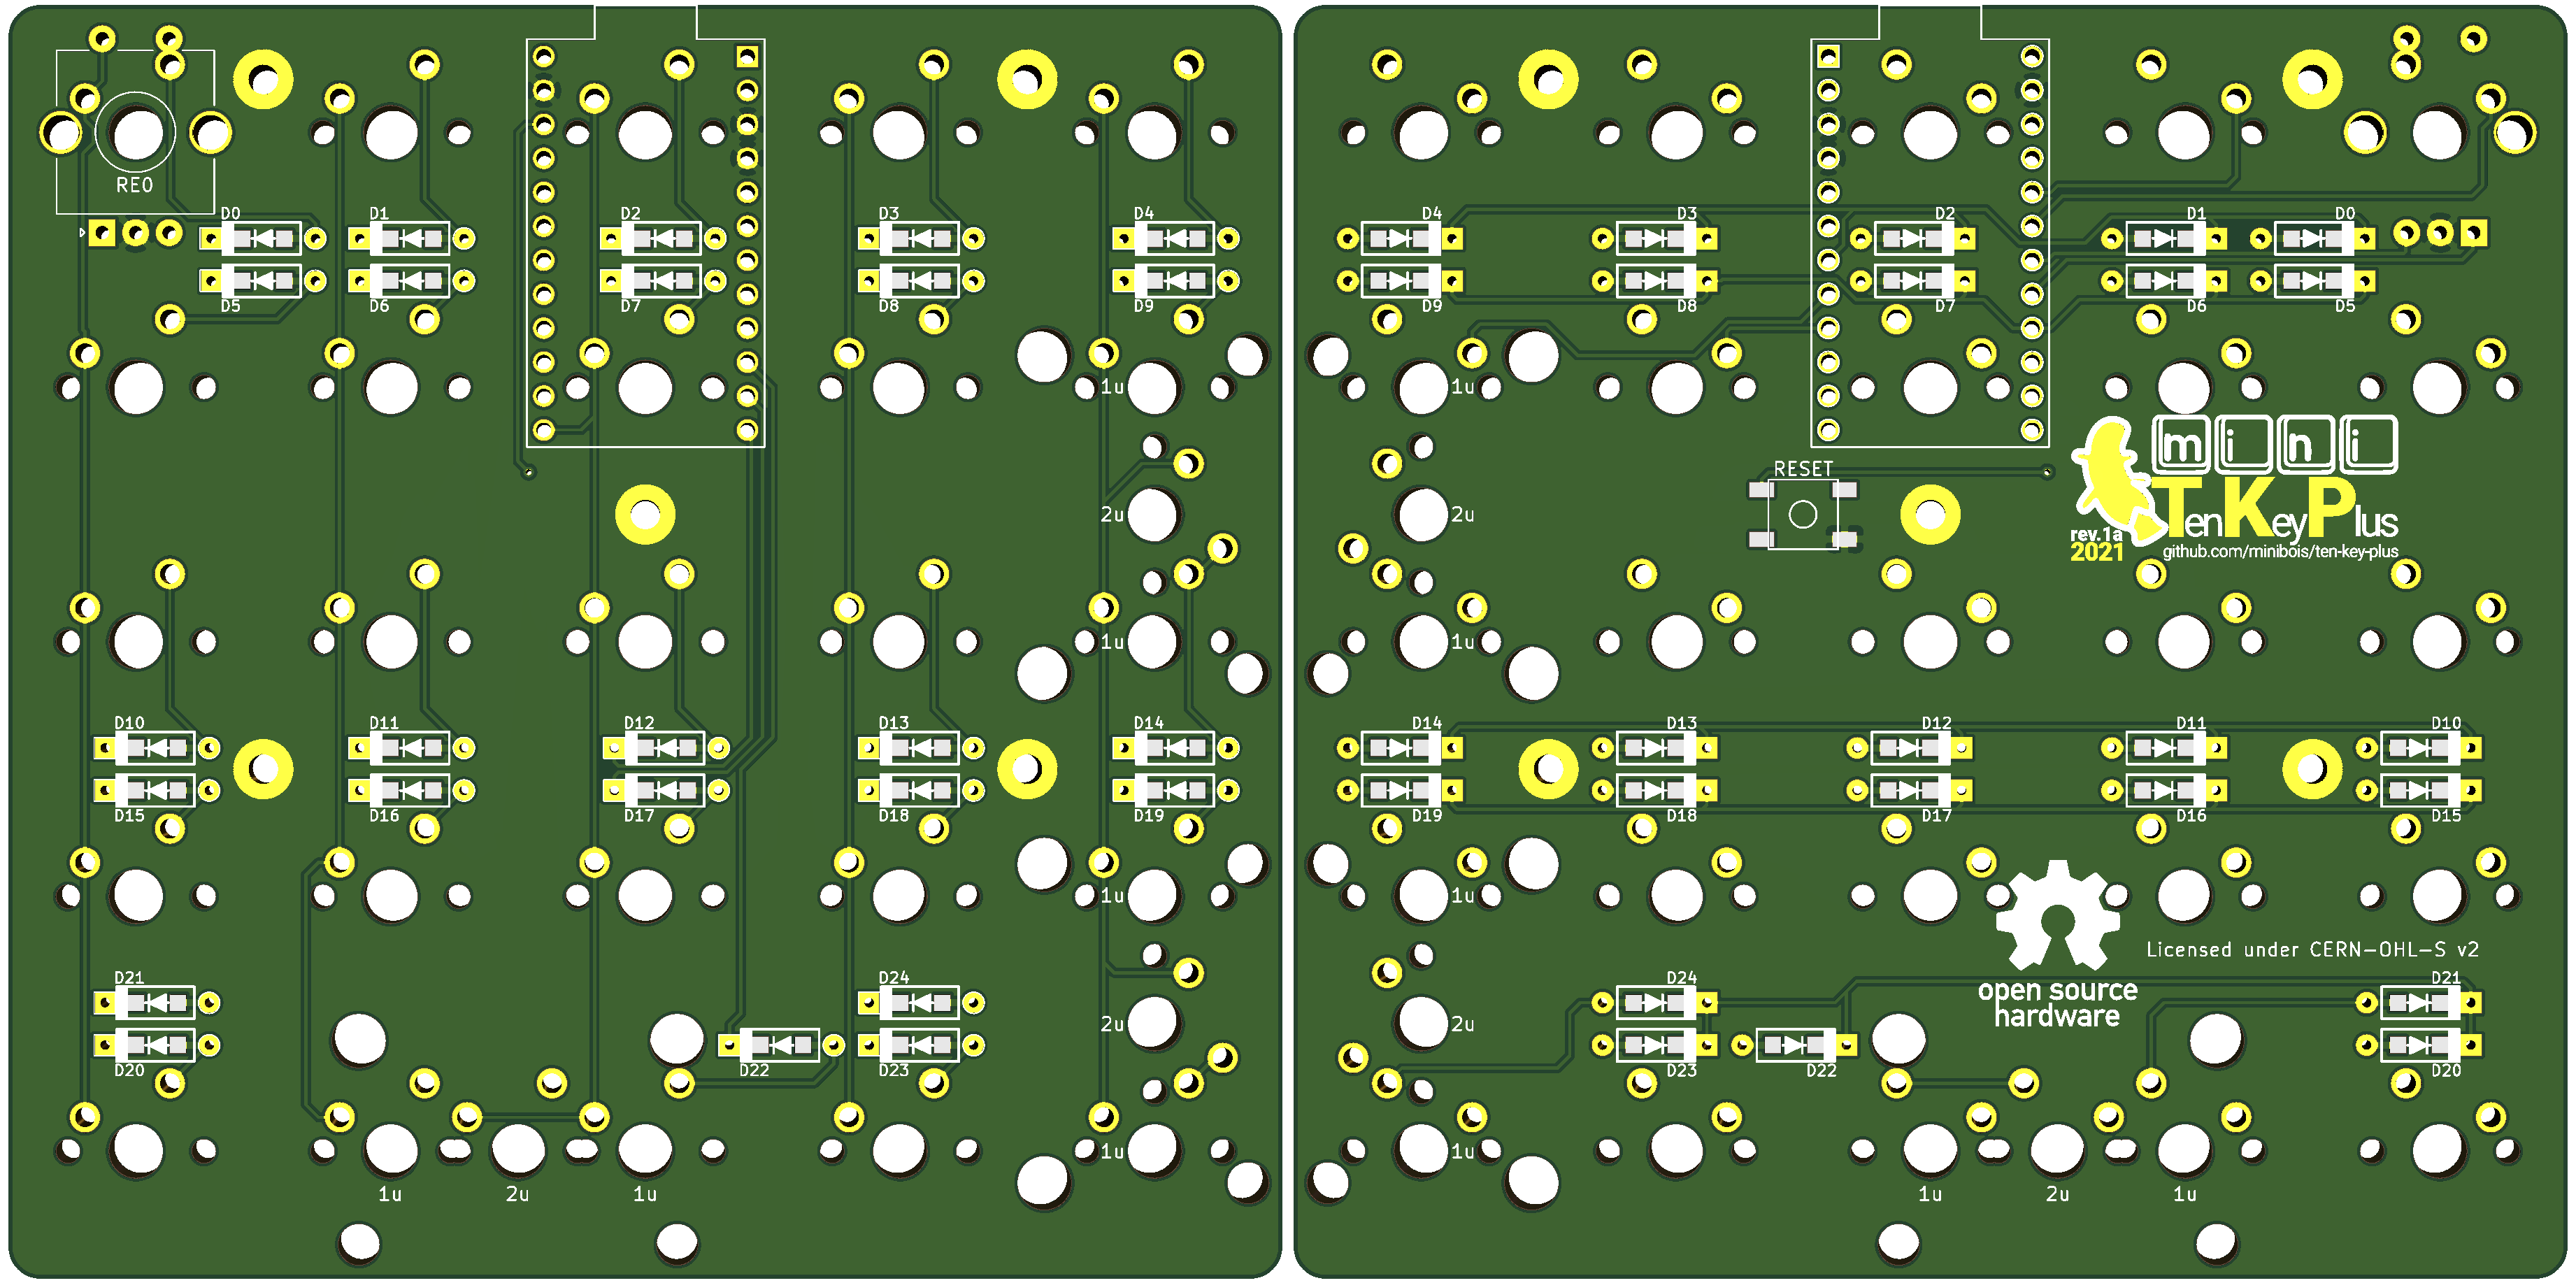 RE0
D0 D1 D2 D3 D4
D5 D6 D7 D8 D9
1u
2u
1u
D10 D11 D12 D13 D14
D15 D16 D17 D18 D19
1u
D21 D24
2u
D20 D22 D23
1u
1u 2u 1u
D4 D3 D2 D1 D0
D9 D8 D7 D6 D5
1u
mini
RESET
TenKeyPlus
2u
rev.1a
2021
github.com/minibois/ten-key-plus
1u
D14 D13 D12 D11 D10
D19 D18 D17 D16 D15
1u
Licensed under CERN-OHL-S v2
D24 D21
open source
hardware
2u
D23 D22 D20
1u
1u 2u 1u